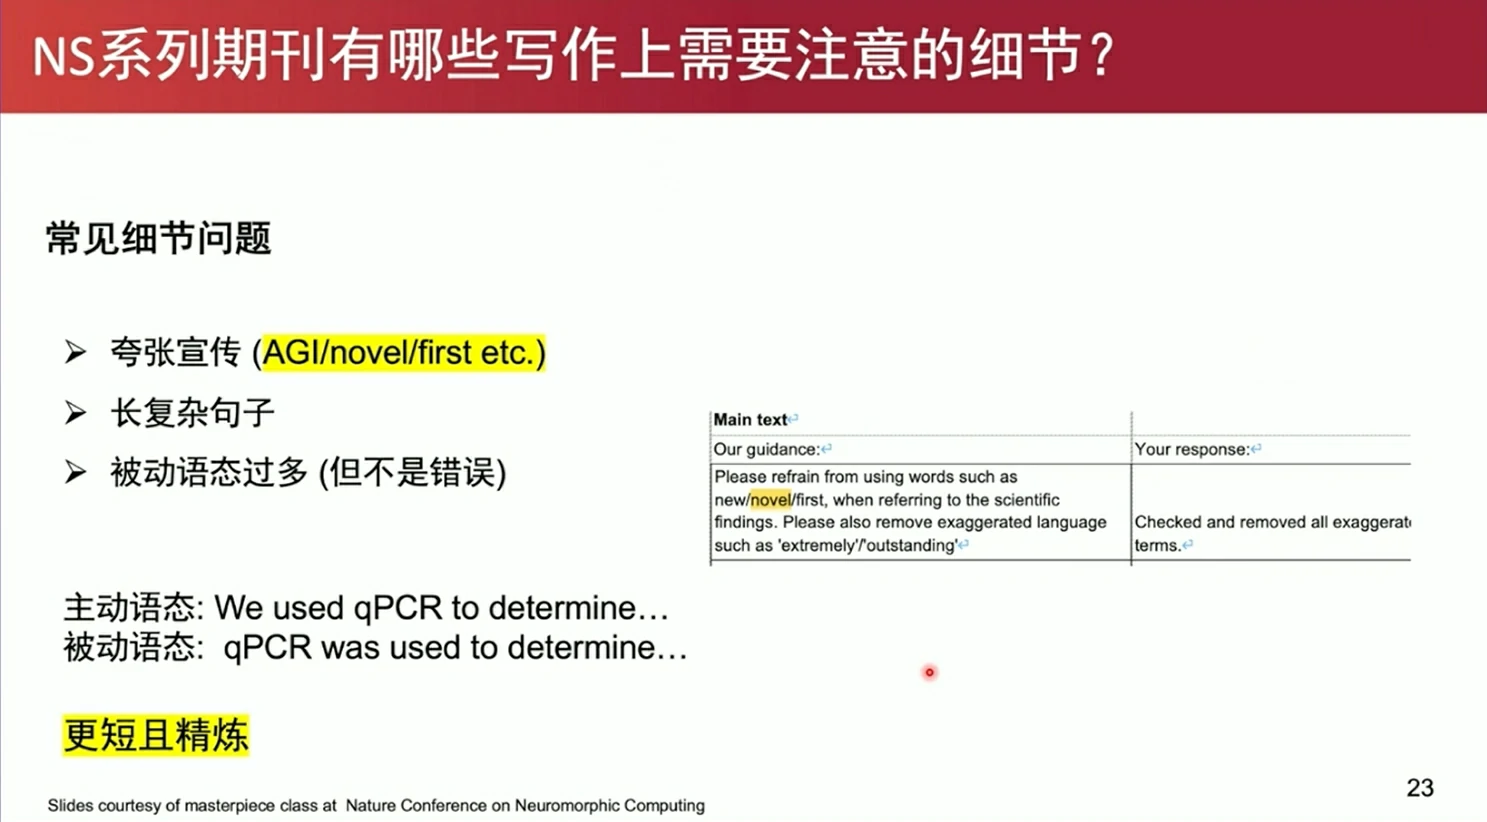 NS系列期刊有哪些写作上需要注意的细节?
常见细节问题
➢ 夸张宣传 (AGI/novel/first etc.)
➢ 长复杂句子
➢ 被动语态过多 (但不是错误)
Main text↵
Our guidance:↵
Your response:↵
Please refrain from using words such as
new/novel/first, when referring to the scientific
findings. Please also remove exaggerated language
such as 'extremely'/'outstanding'↵
Checked and removed all exaggerat
terms.↵
主动语态: We used qPCR to determine…
被动语态: qPCR was used to determine…
更短且精炼
23
Slides courtesy of masterpiece class at Nature Conference on Neuromorphic Computing